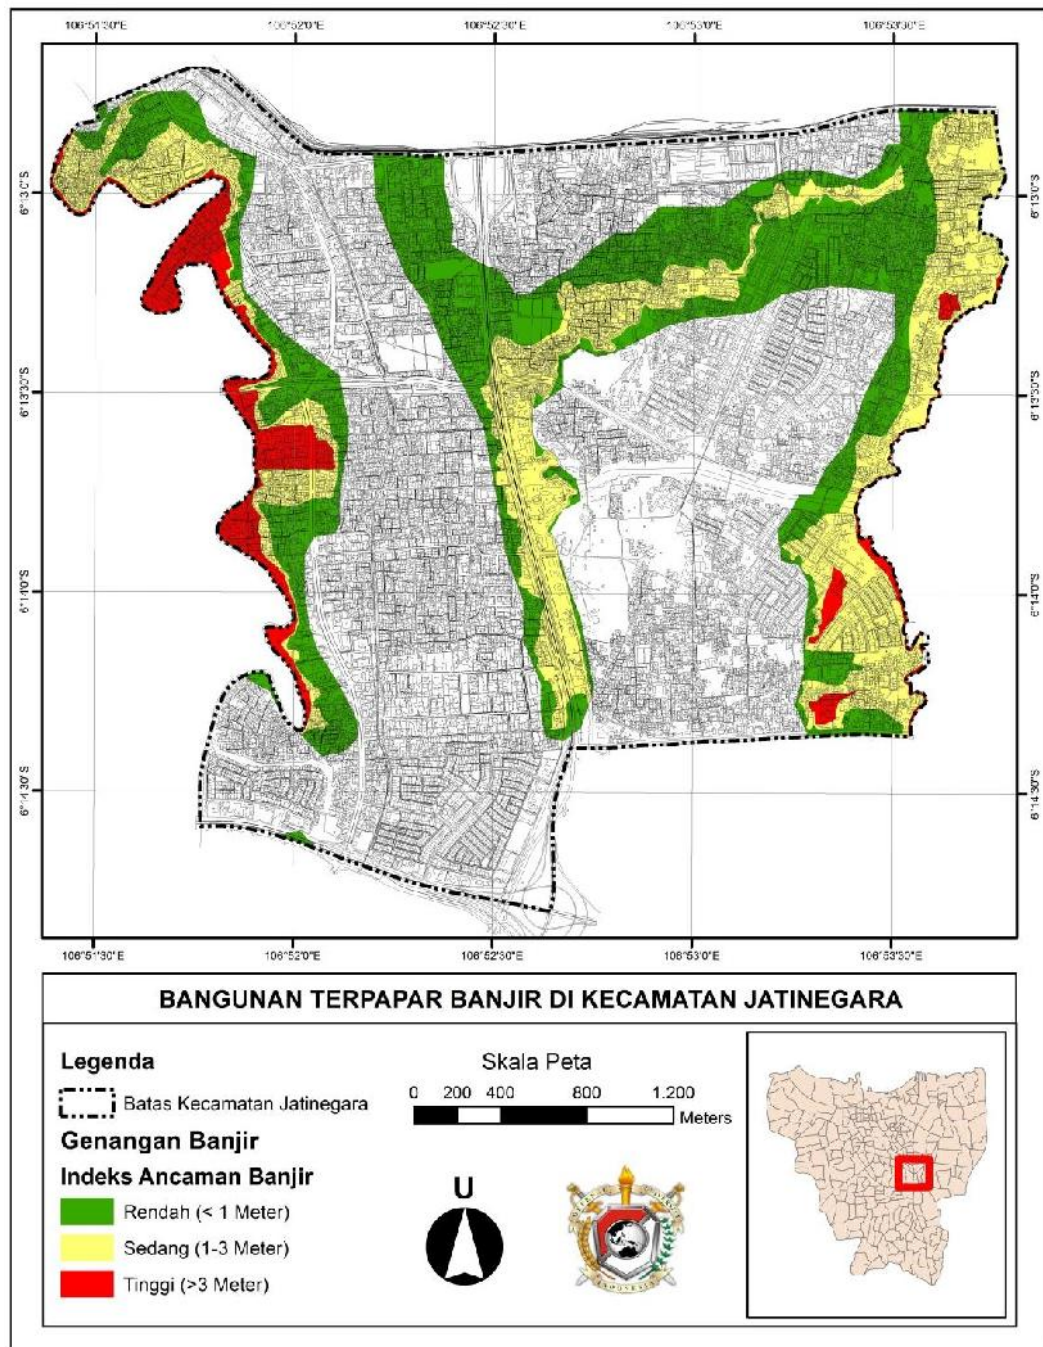 106°51'30"E 106°52'0"E 106°52'30"E 106°53'0"E 106°53'30"E
6°13'0"S 6°13'0"S
6°13'30"S 6°13'30"S
6°14'0"S 6°14'0"S
6°14'30"S 6°14'30"S
106°51'30"E 106°52'0"E 106°52'30"E 106°53'0"E 106°53'30"E
BANGUNAN TERPAPAR BANJIR DI KECAMATAN JATINEGARA
Legenda
Batas Kecamatan Jatinegara
Genangan Banjir
Indeks Ancaman Banjir
Rendah (< 1 Meter)
Sedang (1-3 Meter)
Tinggi (>3 Meter)
Skala Peta
0 200 400 800 1.200
Meters
U
INDONESIA